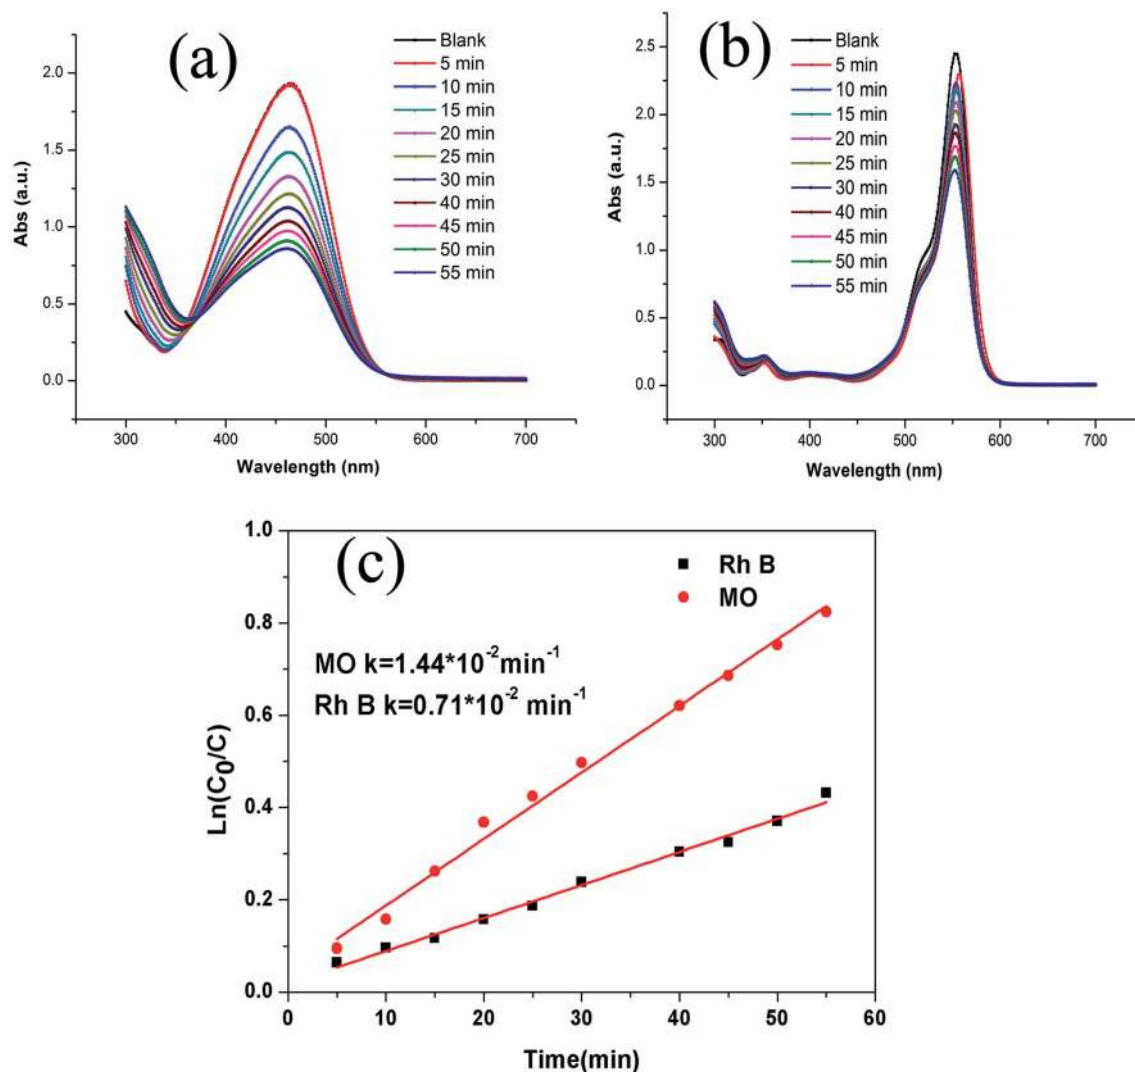 (a)
Blank
5 min
10 min
15 min
20 min
25 min
30 min
40 min
45 min
50 min
55 min
2.0
1.5
1.0
0.5
0.0
Abs (a.u.)
300
400
500
600
700
Wavelength (nm)
(b)
Blank
5 min
10 min
15 min
20 min
25 min
30 min
40 min
45 min
50 min
55 min
2.5
2.0
1.5
1.0
0.5
0.0
Abs (a.u.)
300
400
500
600
700
Wavelength (nm)
(c)
Rh B
MO
MO k=1.44*10⁻²min⁻¹
Rh B k=0.71*10⁻² min⁻¹
1.0
0.8
0.6
0.4
0.2
0.0
Ln(C₀/C)
0
10
20
30
40
50
60
Time(min)